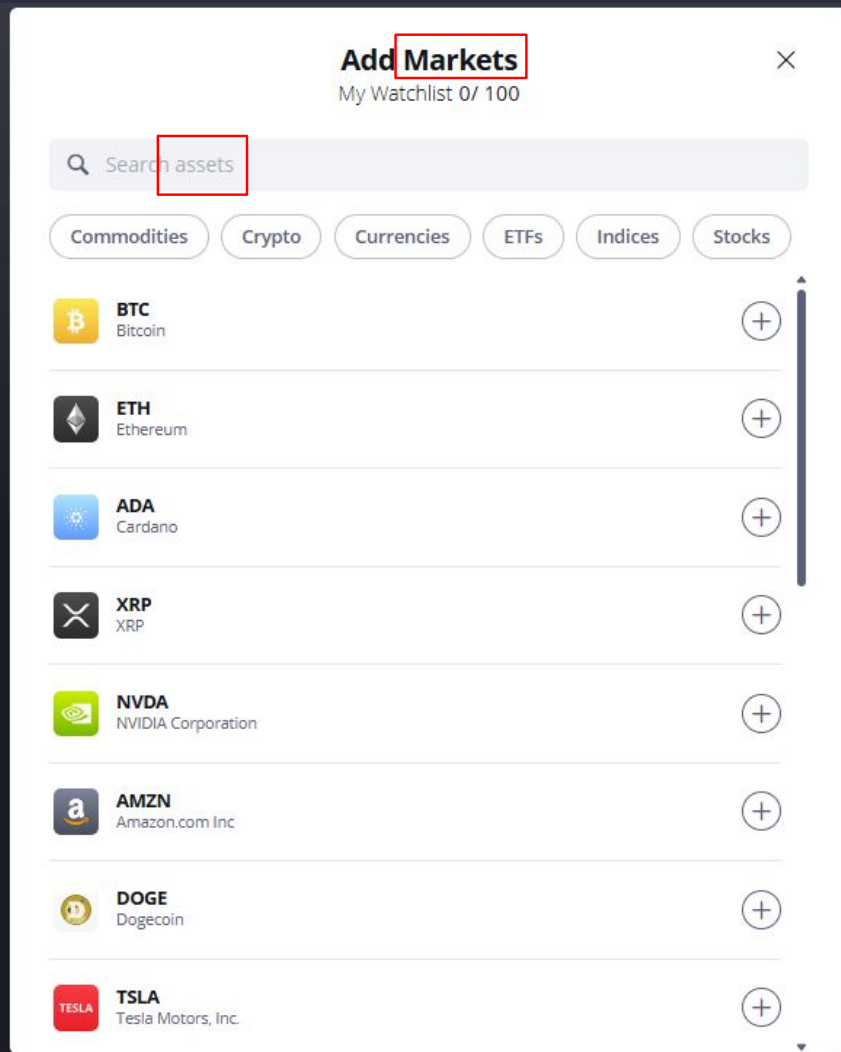 Add Markets
My Watchlist 0/ 100
Search assets
Commodities Crypto Currencies ETFs Indices Stocks
BTC
Bitcoin
ETH
Ethereum
ADA
Cardano
XRP
XRP
NVDA
NVIDIA Corporation
AMZN
Amazon.com Inc
DOGE
Dogecoin
TESLA
TSLA
Tesla Motors, Inc.